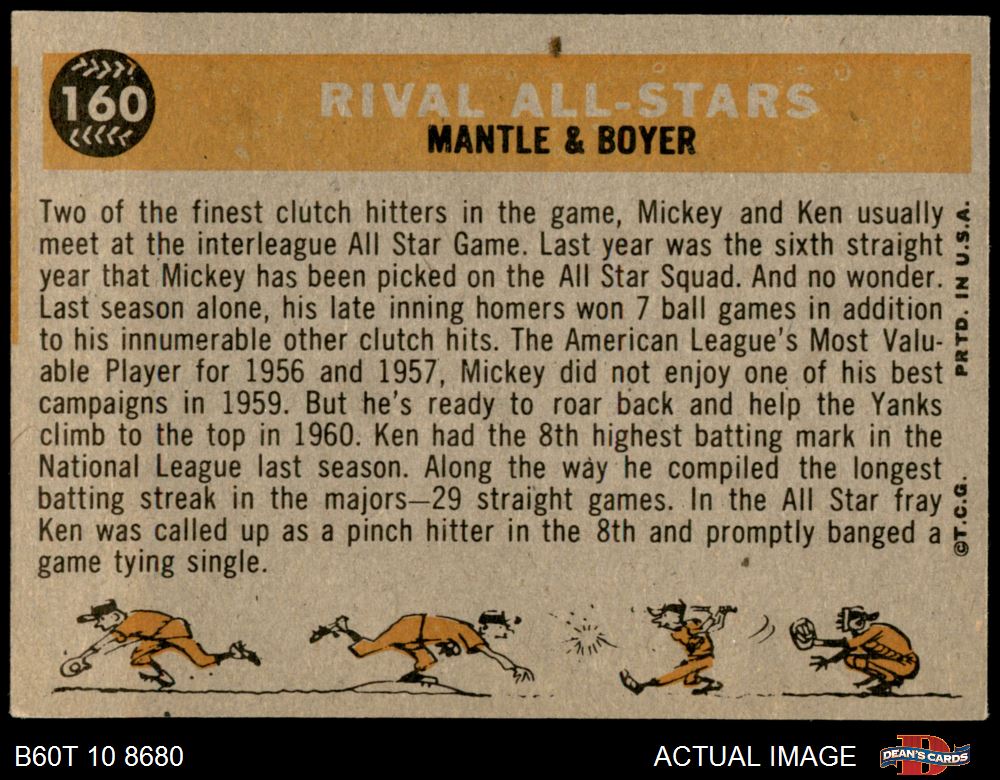 160
RIVAL ALL-STARS
MANTLE & BOYER
Two of the finest clutch hitters in the game, Mickey and Ken usually
meet at the interleague All Star Game. Last year was the sixth straight
year that Mickey has been picked on the All Star Squad. And no wonder.
Last season alone, his late inning homers won 7 ball games in addition
to his innumerable other clutch hits. The American League's Most Valu-
able Player for 1956 and 1957, Mickey did not enjoy one of his best
campaigns in 1959. But he's ready to roar back and help the Yanks
climb to the top in 1960. Ken had the 8th highest batting mark in the
National League last season. Along the way he compiled the longest
batting streak in the majors—29 straight games. In the All Star fray
Ken was called up as a pinch hitter in the 8th and promptly banged a
game tying single.
©T.C.G. PRTD. IN U.S.A.
B60T 10 8680
ACTUAL IMAGE
D
DEAN'S CARDS